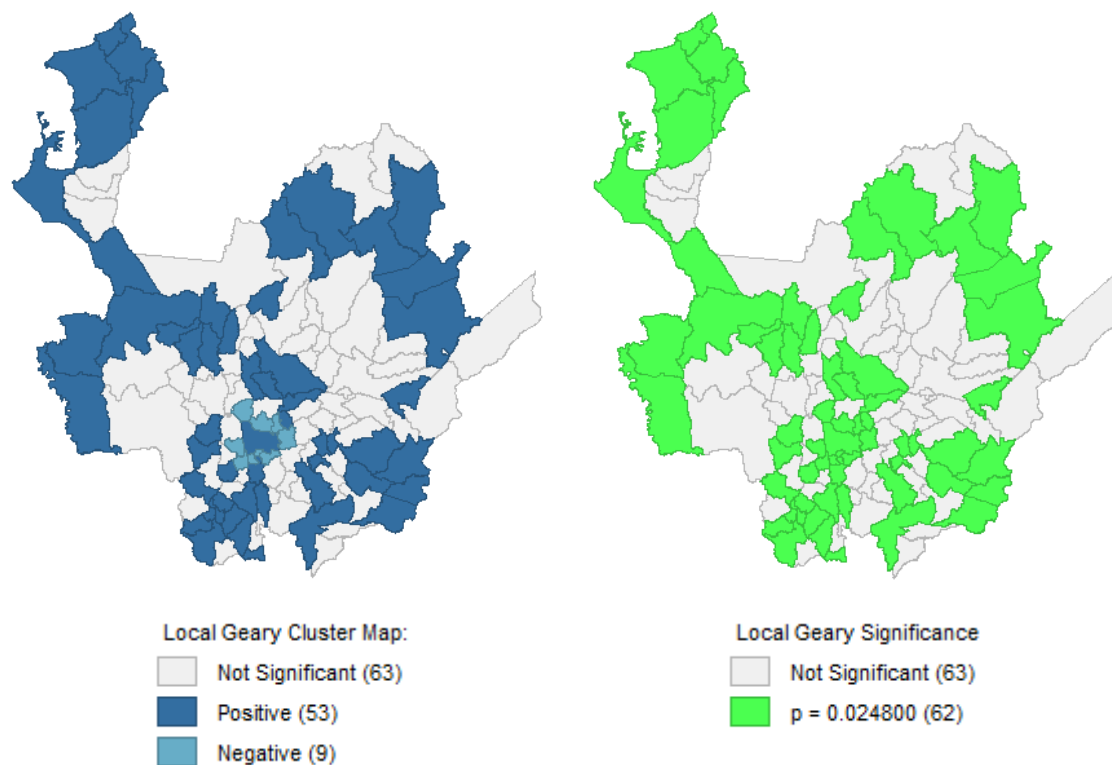 Local Geary Cluster Map:
Not Significant (63)
Positive (53)
Negative (9)
Local Geary Significance
Not Significant (63)
p = 0.024800 (62)